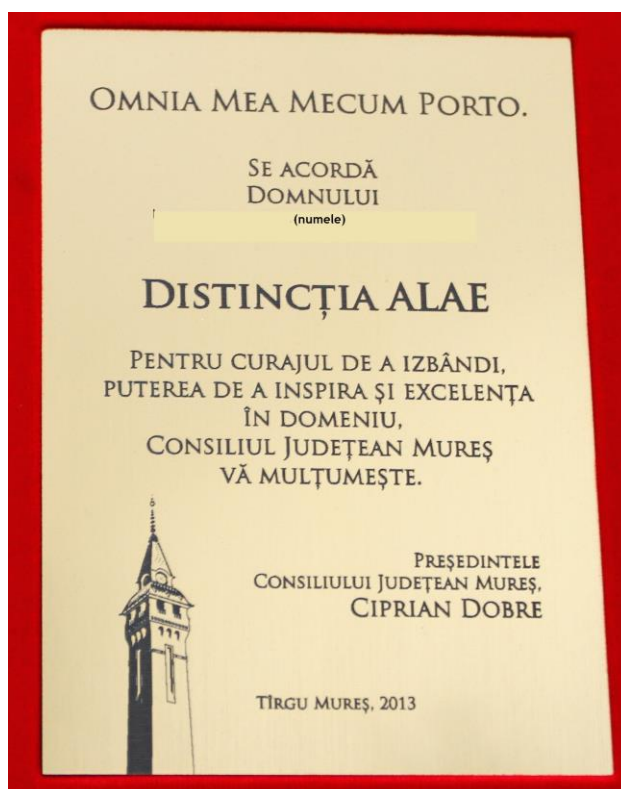 OMNIA MEA MECUM PORTO.
SE ACORDĂ
DOMNULUI
(numele)
DISTINCȚIA ALAE
PENTRU CURAJUL DE A IZBÂNDI,
PUTEREA DE A INSPIRA ȘI EXCELENȚA
ÎN DOMENIU,
CONSILIUL JUDEȚEAN MUREȘ
VĂ MULȚUMEȘTE.
PREȘEDINTELE
CONSILIULUI JUDEȚEAN MUREȘ,
CIPRIAN DOBRE
TÎRGU MUREȘ, 2013